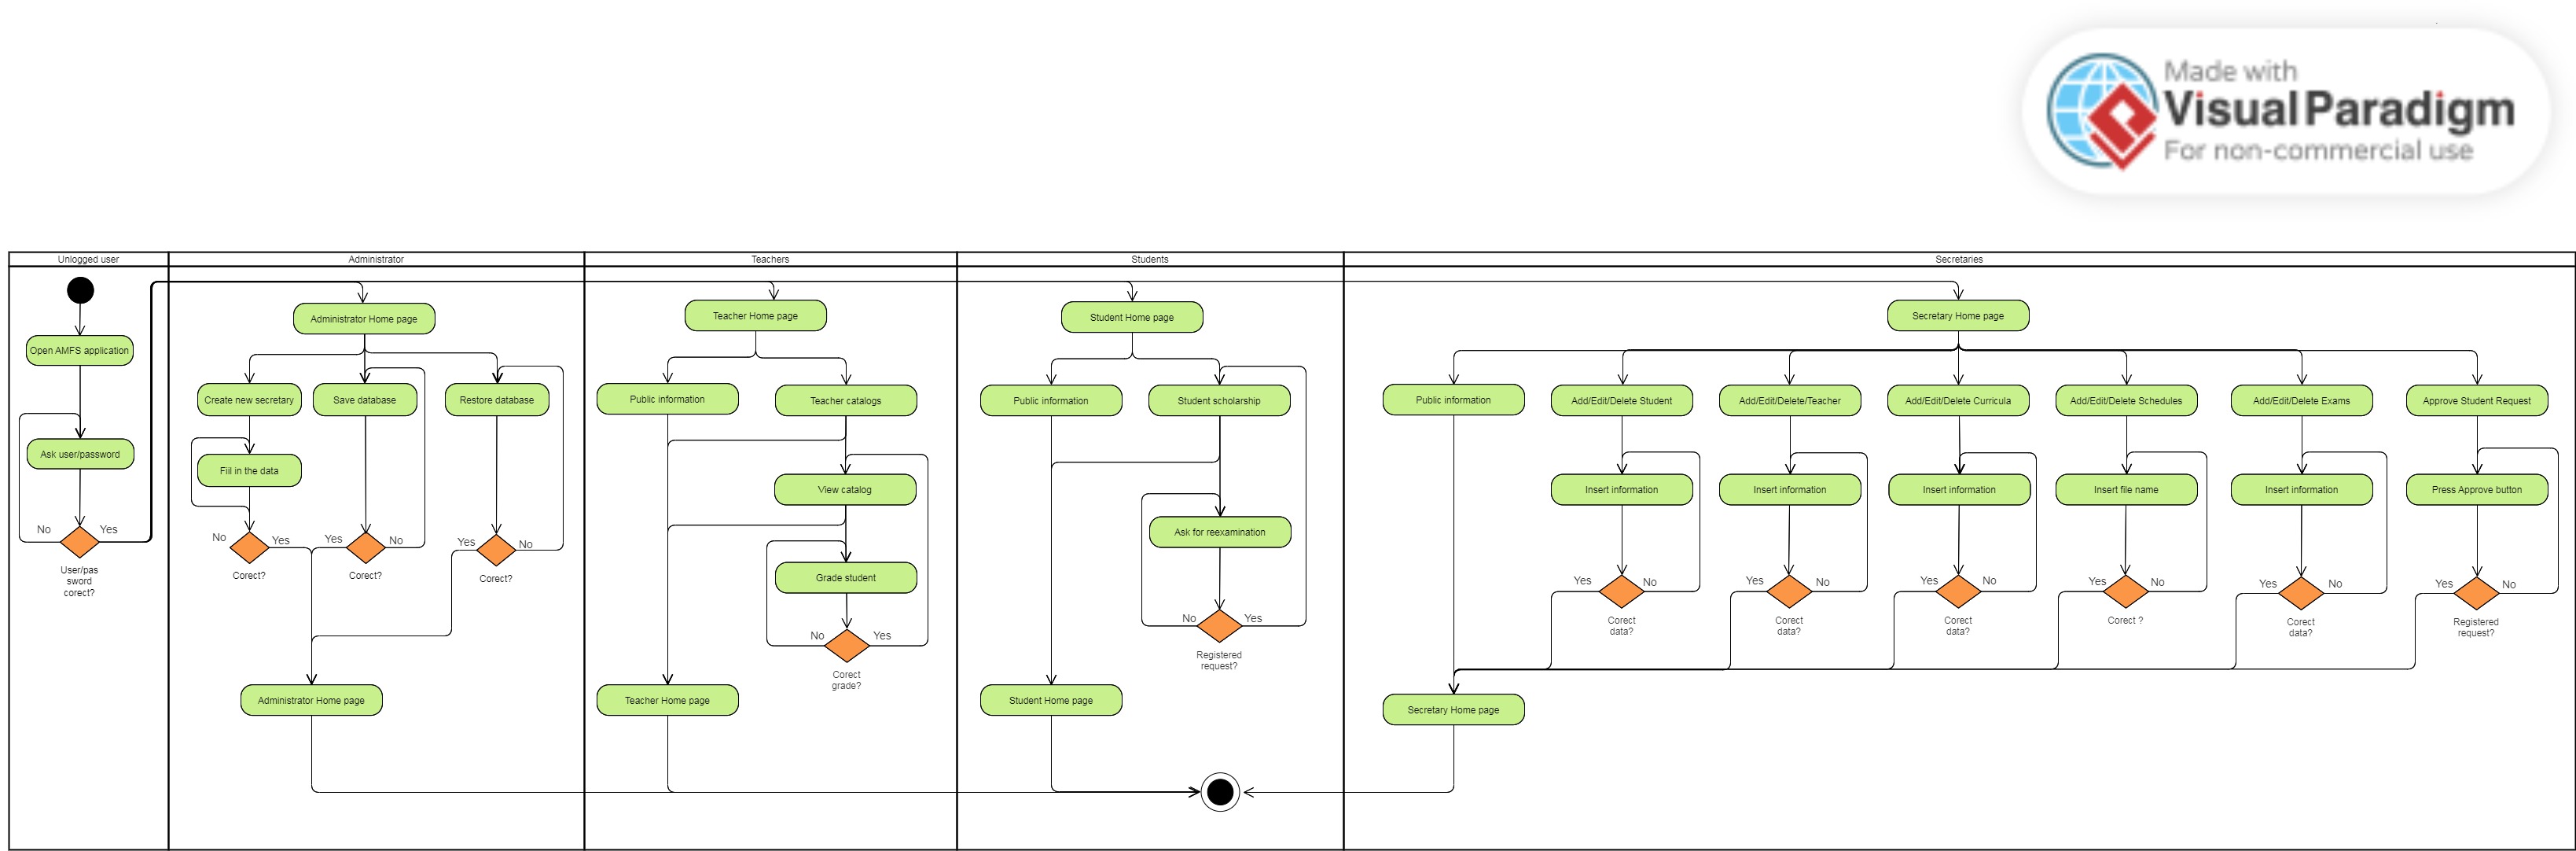 Made with
Visual Paradigm
For non-commercial use
Unlogged user
Administrator
Teachers
Students
Secretaries
Open AMFS application
Ask user/password
No
Yes
User/pas
sword
corect?
Administrator Home page
Create new secretary
Save database
Restore database
Fiil in the data
No
Yes
Yes
No
Yes
No
Corect?
Corect?
Corect?
Administrator Home page
Teacher Home page
Public information
Teacher catalogs
View catalog
Grade student
No
Yes
Corect
grade?
Teacher Home page
Student Home page
Public information
Student scholarship
Ask for reexamination
No
Yes
Registered
request?
Student Home page
Secretary Home page
Public information
Add/Edit/Delete Student
Add/Edit/Delete/Teacher
Add/Edit/Delete Curricula
Add/Edit/Delete Schedules
Add/Edit/Delete Exams
Approve Student Request
Insert information
Insert information
Insert information
Insert file name
Insert information
Press Approve button
Yes
No
Yes
No
Yes
No
Yes
No
Yes
No
Yes
No
Corect
data?
Corect
data?
Corect
data?
Corect ?
Corect
data?
Registered
request?
Secretary Home page